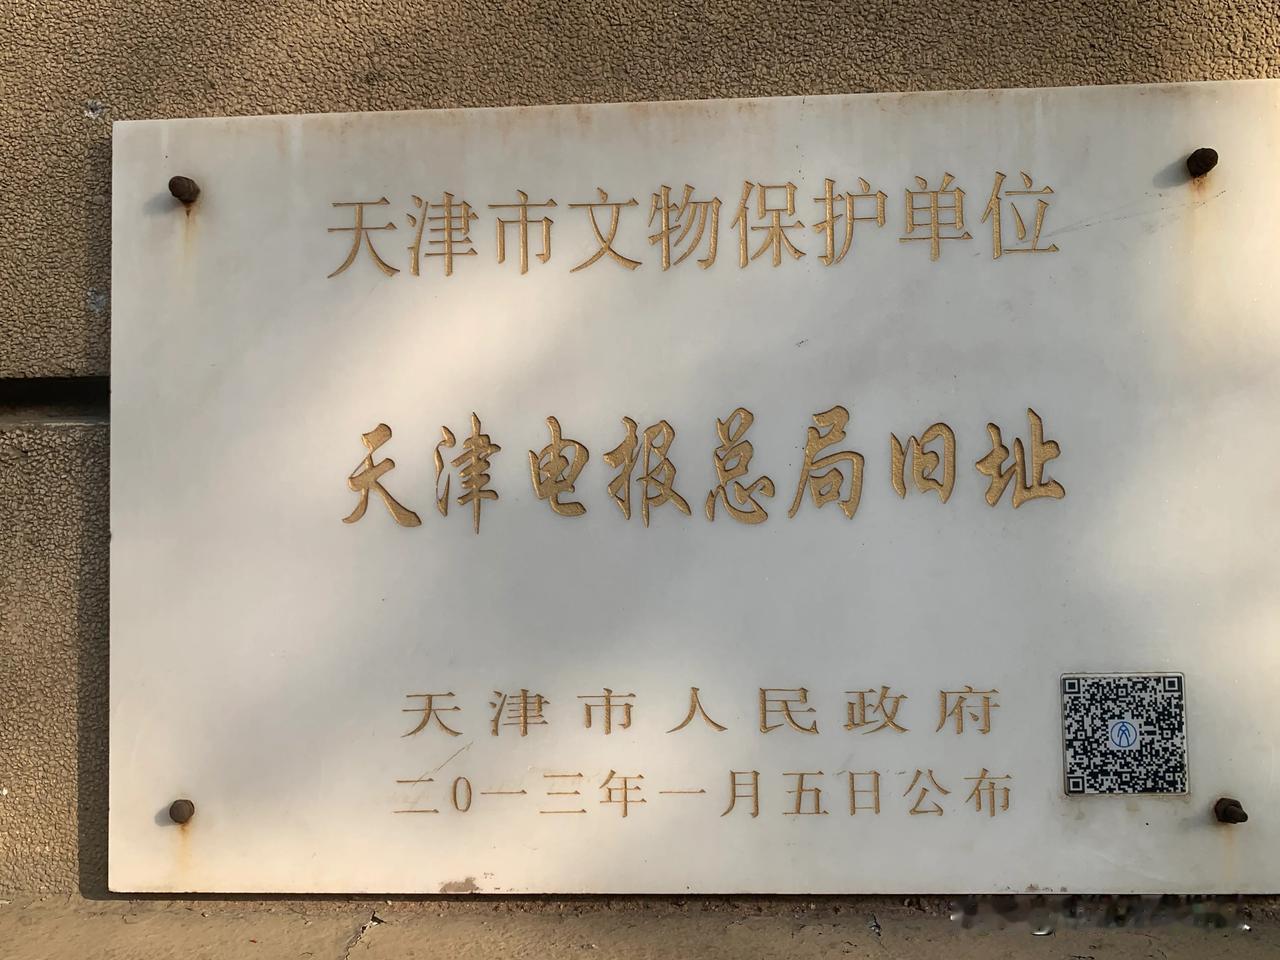 天津市文物保护单位
天津电报总局旧址
天津市人民政府
二0一三年一月五日公布